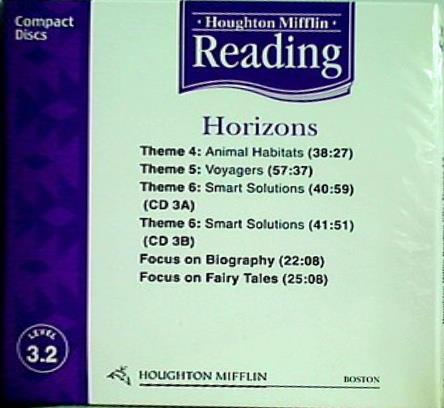 Compact
Discs
· Houghton Mifflin ·
Reading
Horizons
Theme 4: Animal Habitats (38:27)
Theme 5: Voyagers (57:37)
Theme 6: Smart Solutions (40:59)
(CD 3A)
Theme 6: Smart Solutions (41:51)
(CD 3B)
Focus on Biography (22:08)
Focus on Fairy Tales (25:08)
LEVEL
3.2
HOUGHTON MIFFLIN
BOSTON